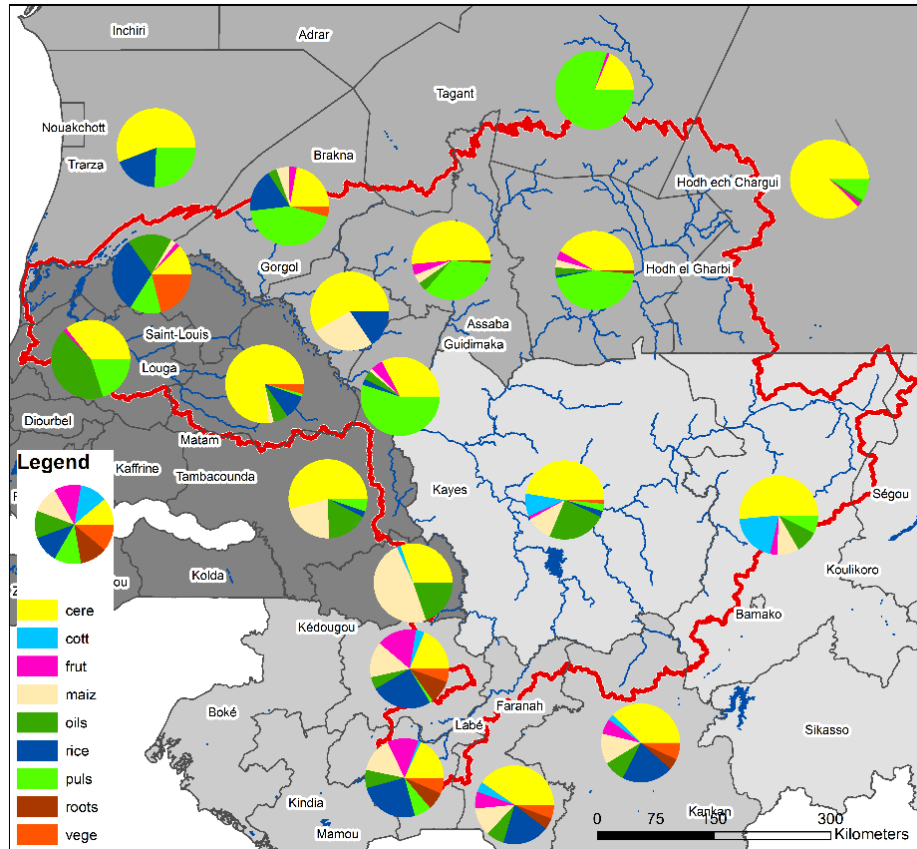 Inchiri
Adrar
Tagant
Nouakchott
Trarza
Brakna
Hodh ech Chargui
Gorgol
Hodh el Gharbi
Assaba
Guidimaka
Saint-Louis
Louga
Diourbel
Matam
Kaffrine
Tambacounda
Kayes
Ségou
Koulikoro
Kolda
Bamako
Kédougou
Boké
Labé
Faranah
Sikasso
Kindia
Mamou
Kankan
Legend
cere
cott
frut
maiz
oils
rice
puls
roots
vege
0 75 150 300
Kilometers